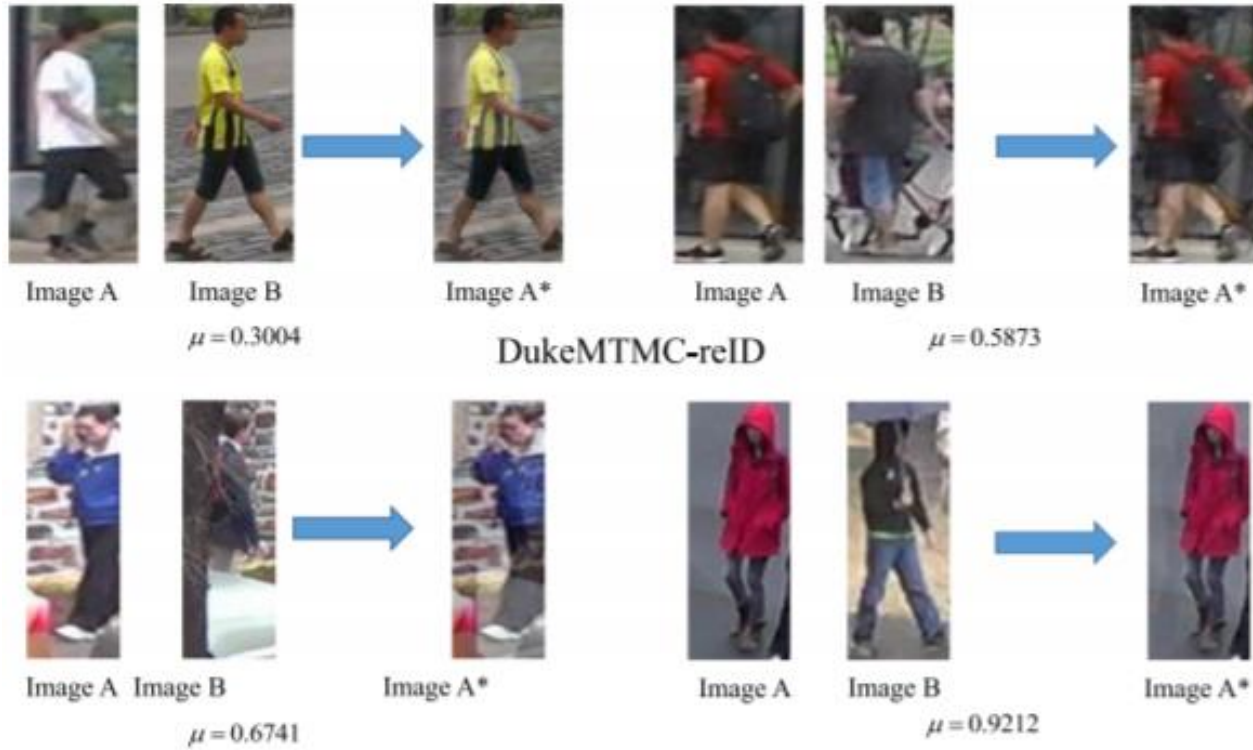 Image A Image B Image A* Image A Image B Image A*
μ = 0.3004 μ = 0.5873
DukeMTMC-reID
Image A Image B Image A* Image A Image B Image A*
μ = 0.6741 μ = 0.9212